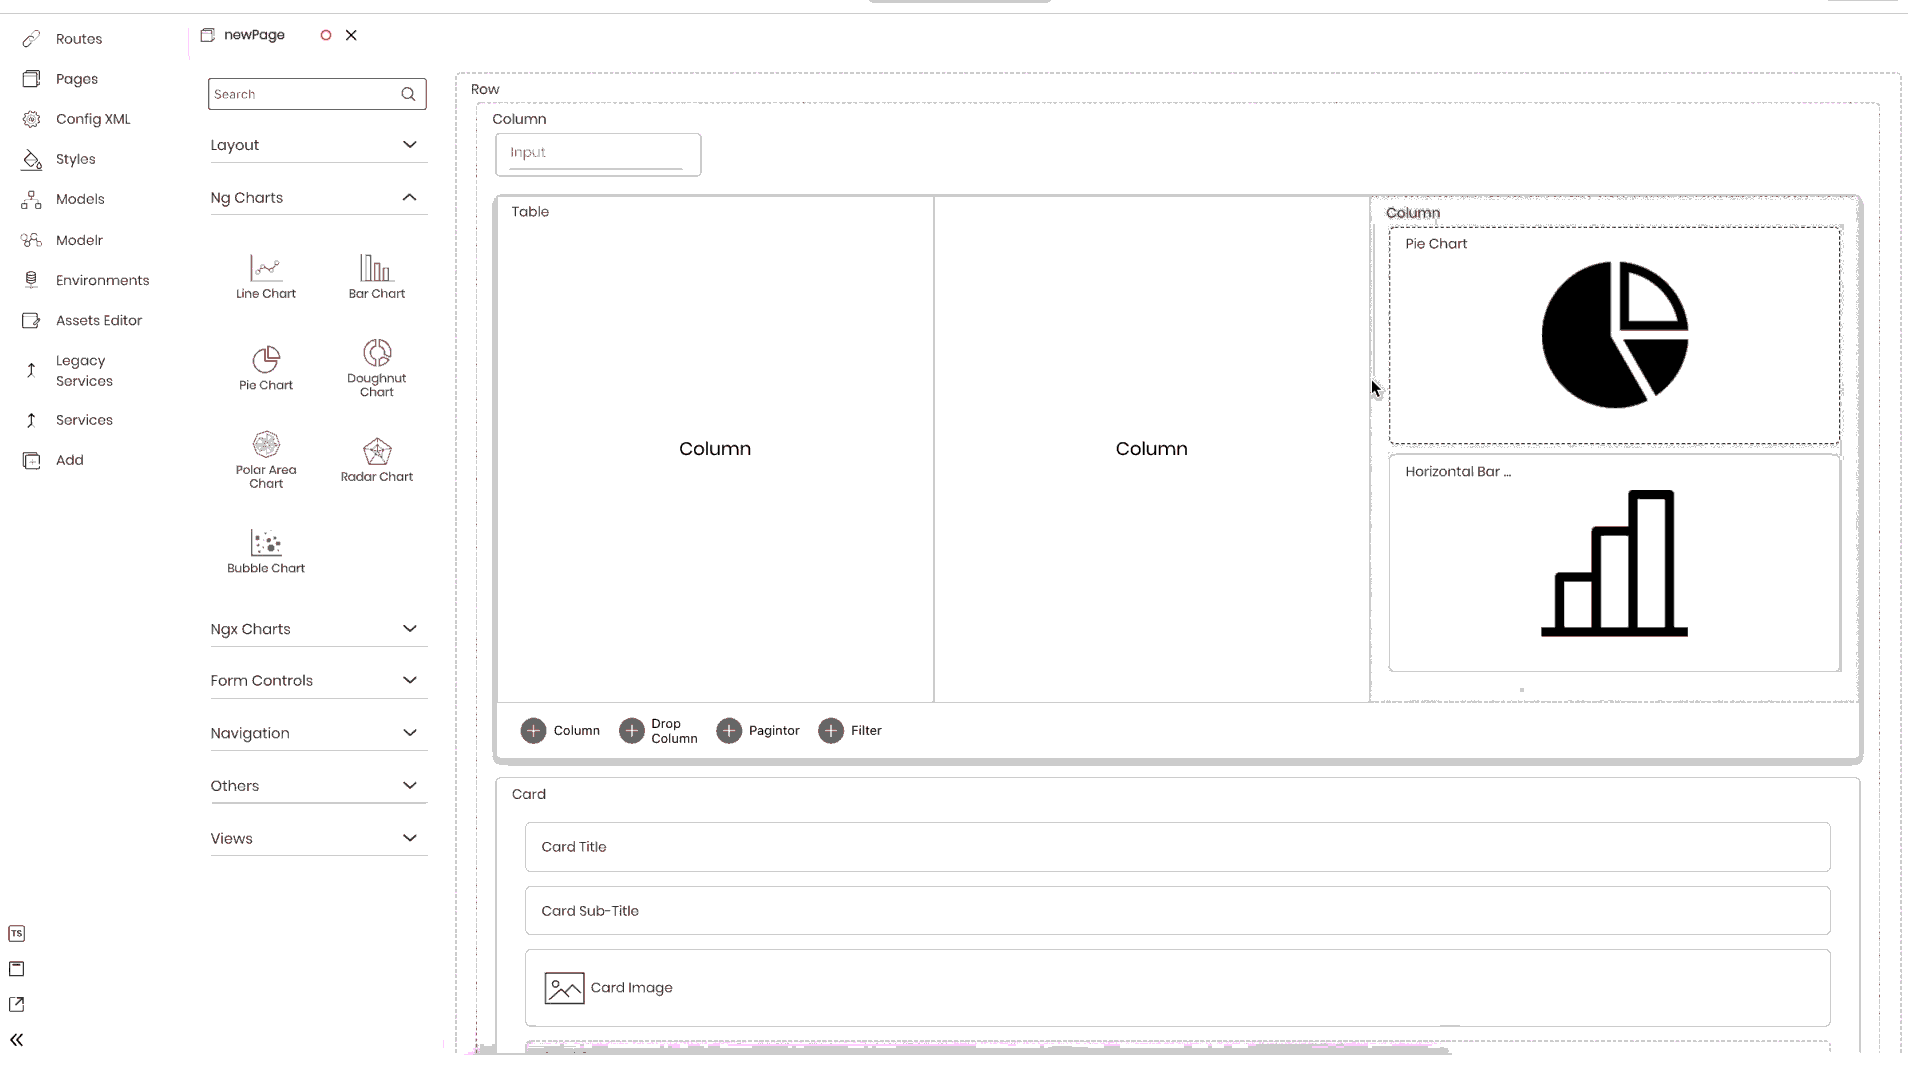 Routes
Pages
Config XML
Styles
Models
Modelr
Environments
Assets Editor
Legacy
Services
Services
Add
TS
newPage
Search
Layout
Ng Charts
Line Chart
Bar Chart
Pie Chart
Doughnut
Chart
Polar Area
Chart
Radar Chart
Bubble Chart
Ngx Charts
Form Controls
Navigation
Others
Views
Row
Column
Input
Table
Column
Column
Column
Pie Chart
Horizontal Bar ...
Column
Drop
Column
Pagintor
Filter
Card
Card Title
Card Sub-Title
Card Image